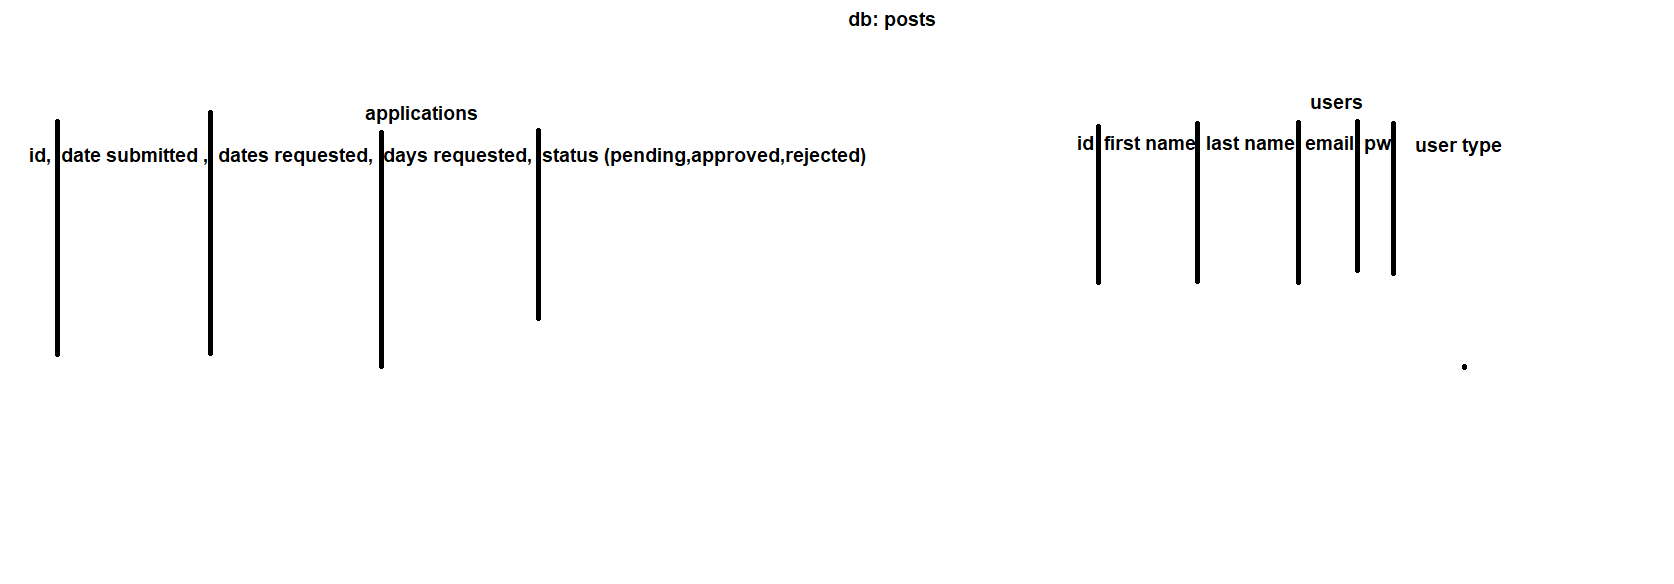 db: posts
applications
id, date submitted , dates requested, days requested, status (pending,approved,rejected)
users
id first name last name email pw user type